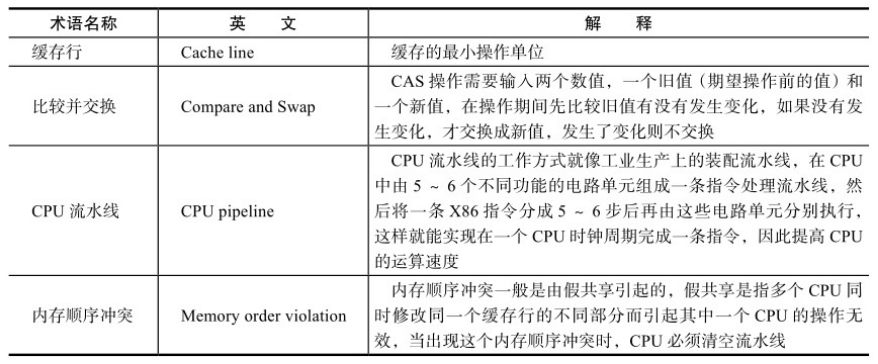 术语名称 英 文 解 释
缓存行 Cache line 缓存的最小操作单位
CAS 操作需要输入两个数值，一个旧值（期望操作前的值）和
比较并交换 Compare and Swap 一个新值，在操作期间先比较旧值有没有发生变化，如果没有发
生变化，才交换成新值，发生了变化则不交换
CPU 流水线的工作方式就像工业生产上的装配流水线，在 CPU
中由 5 ~ 6 个不同功能的电路单元组成一条指令处理流水线，然
CPU 流水线 CPU pipeline 后将一条 X86 指令分成 5 ~ 6 步后再由这些电路单元分别执行，
这样就能实现在一个 CPU 时钟周期完成一条指令，因此提高 CPU
的运算速度
内存顺序冲突一般是由假共享引起的，假共享是指多个 CPU 同
内存顺序冲突 Memory order violation 时修改同一个缓存行的不同部分而引起其中一个 CPU 的操作无
效，当出现这个内存顺序冲突时，CPU 必须清空流水线